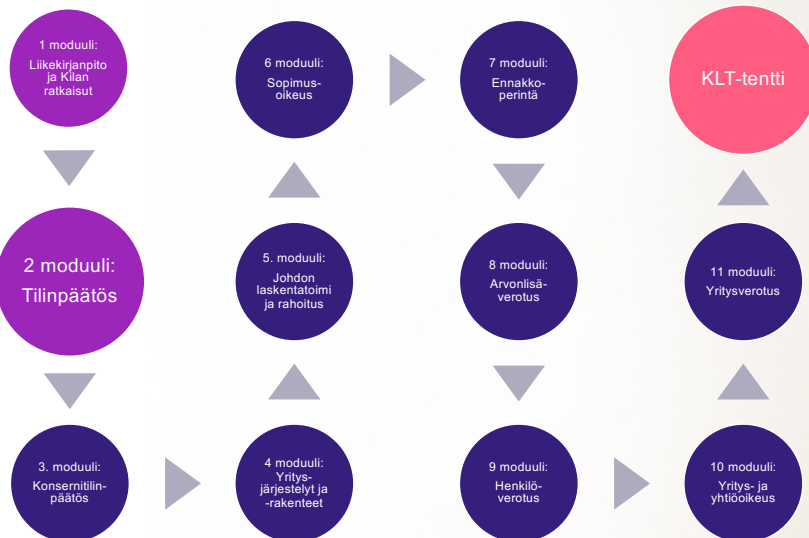 1 moduuli:
Liikekirjanpito
ja Kilan
ratkaisut
2 moduuli:
Tilinpäätös
3. moduuli:
Konsernitilin-
päätös
4 moduuli:
Yritys-
järjestelyt ja
-rakenteet
5. moduuli:
Johdon
laskentatoimi
ja rahoitus
6 moduuli:
Sopimus-
oikeus
7 moduuli:
Ennakko-
perintä
8 moduuli:
Arvonlisä-
verotus
9 moduuli:
Henkilö-
verotus
10 moduuli:
Yritys- ja
yhtiöoikeus
11 moduuli:
Yritysverotus
KLT-tentti